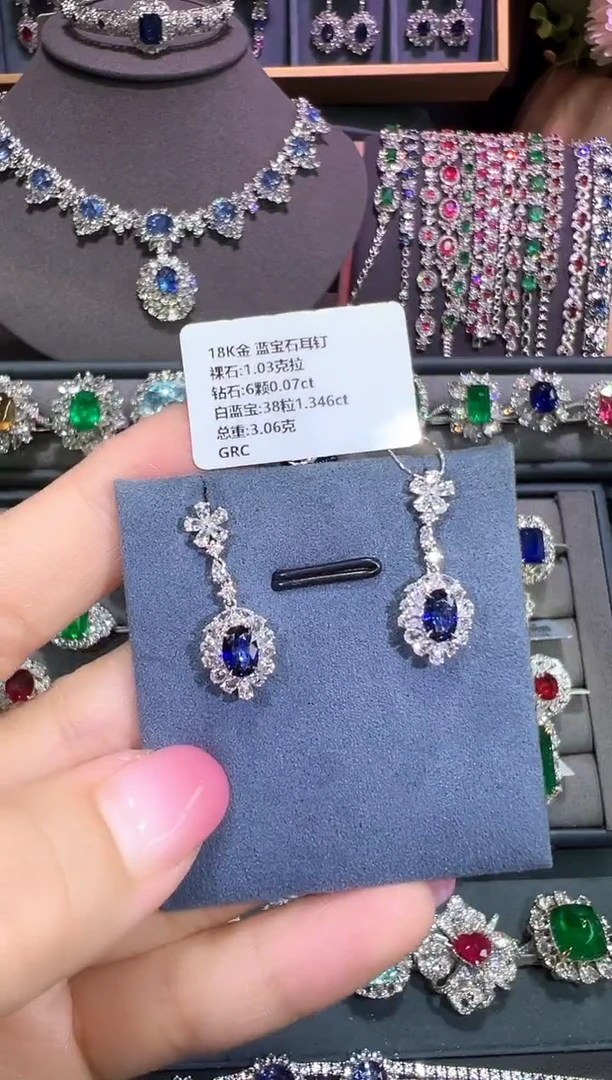 18K金 蓝宝石耳钉
裸石:1.03克拉
钻石:6颗0.07ct
白蓝宝:38粒1.346ct
总重:3.06克
GRC